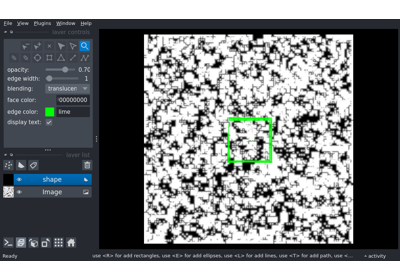 File View Plugins Window Help
layer controls
opacity: 0.70
edge width: 1
blending: translucen
face color: 00000000
edge color: lime
display text:
layer list
shape
Image
Ready
use <R> for add rectangles, use <E> for add ellipses, use <L> for add lines, use <T> for add path, use <...
activity